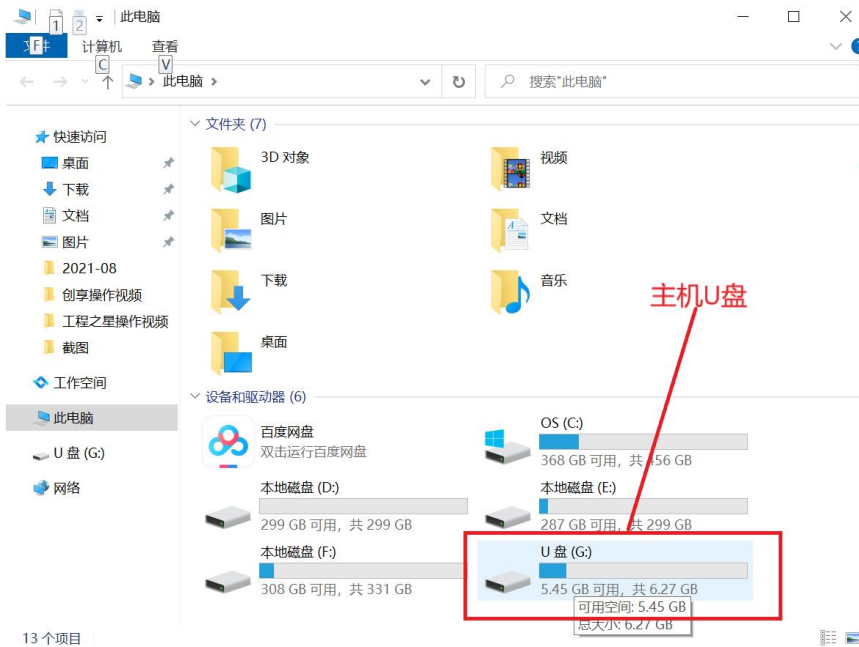 1 2 此电脑
文件 F 计算机 查看
C V
此电脑 搜索"此电脑"
快速访问
桌面
下载
文档
图片
2021-08
创享操作视频
工程之星操作视频
截图
工作空间
此电脑
U 盘 (G:)
网络
文件夹 (7)
3D 对象
视频
图片
文档
下载
音乐
桌面
主机U盘
设备和驱动器 (6)
百度网盘
双击运行百度网盘
OS (C:)
368 GB 可用, 共 456 GB
本地磁盘 (D:)
299 GB 可用, 共 299 GB
本地磁盘 (E:)
287 GB 可用, 共 299 GB
本地磁盘 (F:)
308 GB 可用, 共 331 GB
U 盘 (G:)
5.45 GB 可用, 共 6.27 GB
可用空间: 5.45 GB
总大小: 6.27 GB
13 个项目